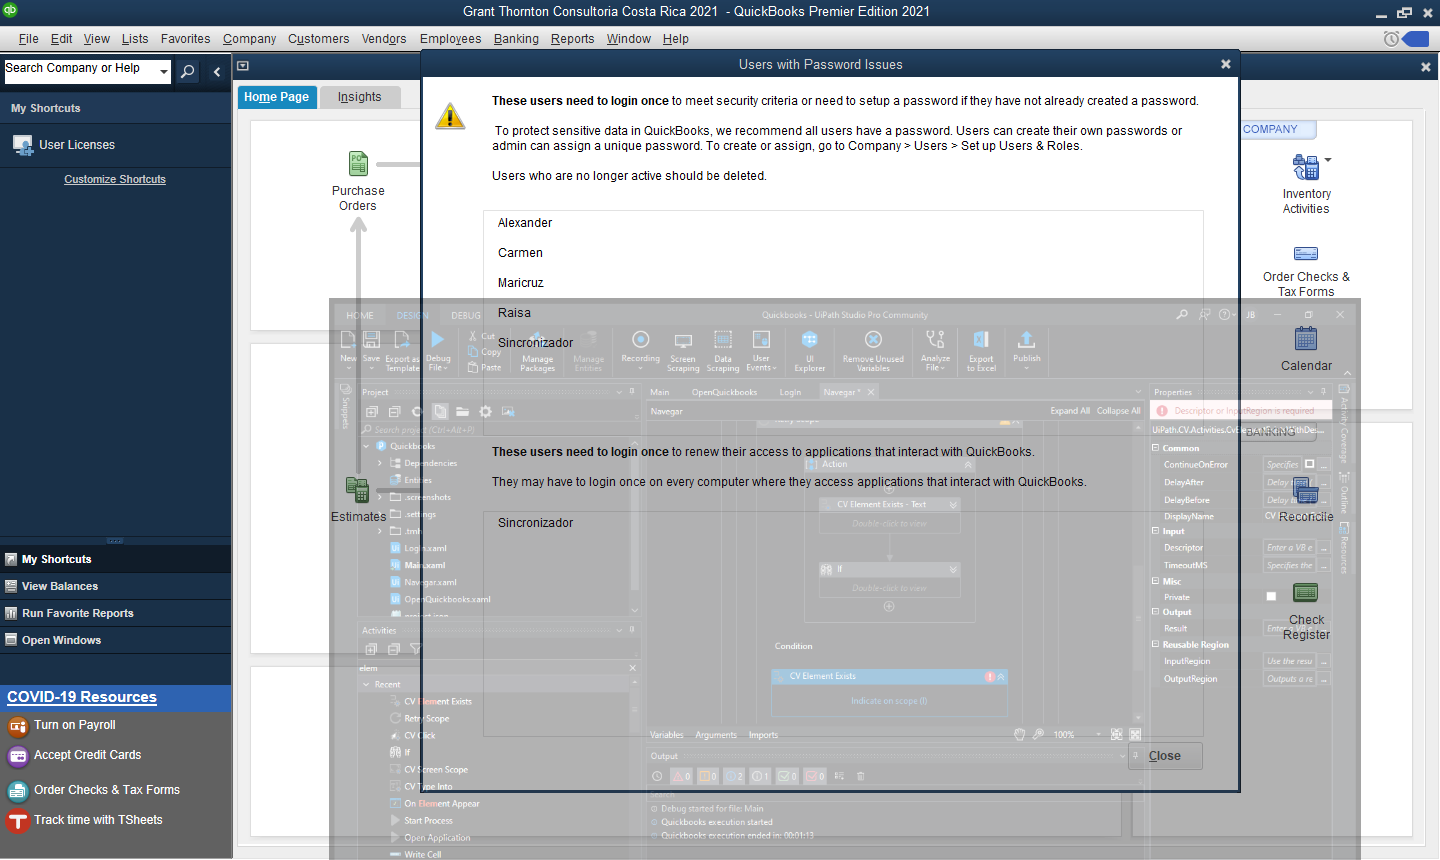 Grant Thornton Consultoria Costa Rica 2021 - QuickBooks Premier Edition 2021
File Edit View Lists Favorites Company Customers Vendors Employees Banking Reports Window Help
Search Company or Help
My Shortcuts
User Licenses
Customize Shortcuts
My Shortcuts
View Balances
Run Favorite Reports
Open Windows
COVID-19 Resources
Turn on Payroll
Accept Credit Cards
Order Checks & Tax Forms
Track time with TSheets
Home Page Insights
Purchase
Orders
Estimates
Users with Password Issues
These users need to login once to meet security criteria or need to setup a password if they have not already created a password.
To protect sensitive data in QuickBooks, we recommend all users have a password. Users can create their own passwords or
admin can assign a unique password. To create or assign, go to Company > Users > Set up Users & Roles.
Users who are no longer active should be deleted.
Alexander
Carmen
Maricruz
Raisa
Sincronizador
These users need to login once to renew their access to applications that interact with QuickBooks.
They may have to login once on every computer where they access applications that interact with QuickBooks.
Sincronizador
Close
COMPANY
Inventory
Activities
Order Checks &
Tax Forms
Calendar
BANKING
Reconcile
Check
Register
HOME DESIGN DEBUG
Quickbooks - UiPath Studio Pro Community
JB
New Save Export as
Template Debug
File
Cut
Copy
Paste
Manage
Packages
Manage
Entities
Recording
Screen
Scraping
Data
Scraping
User
Events
UI
Explorer
Remove Unused
Variables
Analyze
File
Export
to Excel
Publish
Snippets
Project
Search project (Ctrl+Alt+P)
Quickbooks
Dependencies
Entities
.screenshots
.settings
.tmh
Login.xaml
Main.xaml
Navegar.xaml
OpenQuickbooks.xaml
project.json
Activities
elem
Recent
CV Element Exists
Retry Scope
CV Click
If
CV Screen Scope
CV Type Into
On Element Appear
Start Process
Open Application
Write Cell
Main OpenQuickbooks Login Navegar *
Navegar
Expand All Collapse All
Action
CV Element Exists - Text
Double-click to view
If
Double-click to view
Condition
CV Element Exists
Indicate on scope (I)
Variables Arguments Imports
100%
Output
0 0 2 1 0 0
Search
Debug started for file: Main
Quickbooks execution started
Quickbooks execution ended in: 00:01:13
Properties
Descriptor or InputRegion is required
Common
ContinueOnError Specifies
DelayAfter
DelayBefore
DisplayName
Input
Descriptor Enter a VB e
TimeoutMS Specifies the
Misc
Private
Output
Result
Reusable Region
InputRegion Use the resu
OutputRegion Outputs a re
Activity Coverage
Outline
Resources